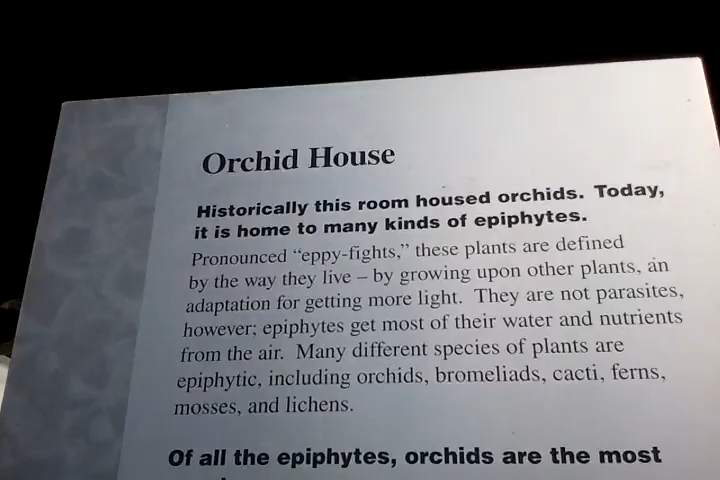 Orchid House
Historically this room housed orchids. Today,
it is home to many kinds of epiphytes.
Pronounced “eppy-fights,” these plants are defined
by the way they live – by growing upon other plants, an
adaptation for getting more light. They are not parasites,
however; epiphytes get most of their water and nutrients
from the air. Many different species of plants are
epiphytic, including orchids, bromeliads, cacti, ferns,
mosses, and lichens.
Of all the epiphytes, orchids are the most